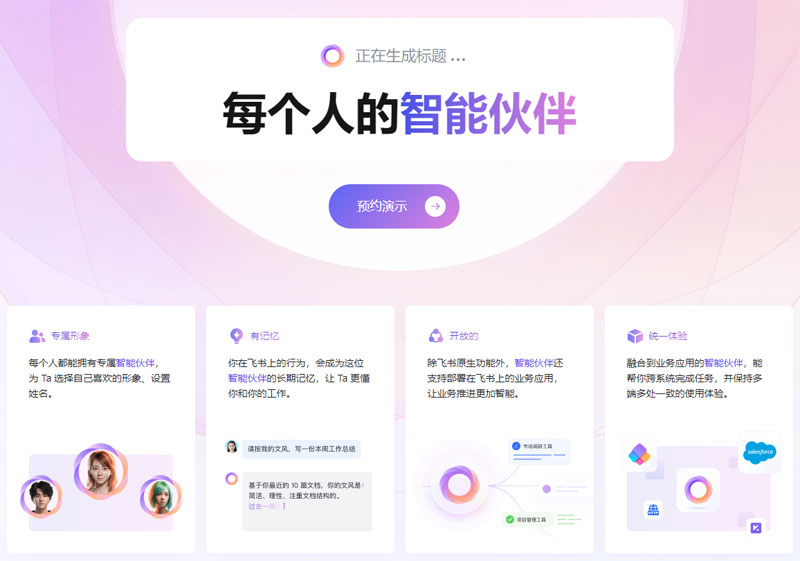 正在生成标题 ...
每个人的智能伙伴
预约演示
专属形象
每个人都能拥有专属智能伙伴,
为 Ta 选择自己喜欢的形象、设置
姓名。
有记忆
你在飞书上的行为，会成为这位
智能伙伴的长期记忆，让 Ta 更懂
你和你的工作。
请按我的文风，写一份本周工作总结
基于你最近的 10 篇文档，你的文风是:
简洁、理性、注重文档结构的。
过去一周
开放的
除飞书原生功能外，智能伙伴还
支持部署在飞书上的业务应用，
让业务推进更加智能。
市场调研工具
项目管理工具
统一体验
融合到业务应用的智能伙伴，能
帮你跨系统完成任务，并保持多
端多处一致的使用体验。
salesforce